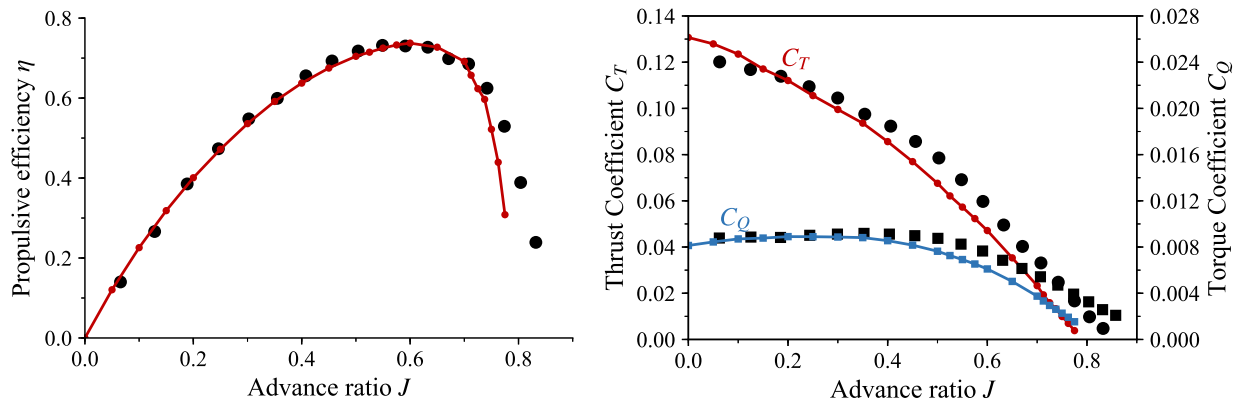 0.8
0.6
0.4
0.2
0.0
0.0 0.2 0.4 0.6 0.8
Propulsive efficiency η
Advance ratio J
0.14
0.12
0.10
0.08
0.06
0.04
0.02
0.00
Thrust Coefficient C_T
C_T
C_Q
0.0 0.2 0.4 0.6 0.8
Advance ratio J
0.028
0.024
0.020
0.016
0.012
0.008
0.004
0.000
Torque Coefficient C_Q